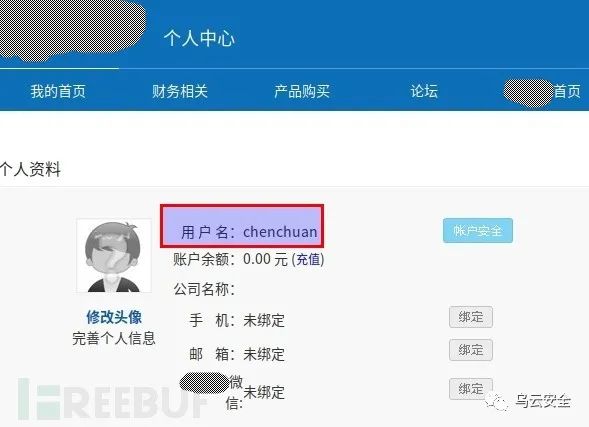 个人中心
我的首页 财务相关 产品购买 论坛 首页
个人资料
用 户 名：chenchuan 帐户安全
账户余额：0.00 元 (充值)
公司名称：
修改头像
手 机：未绑定 绑定
完善个人信息
邮 箱：未绑定 绑定
微信：未绑定 绑定
FREEBUF
乌云安全